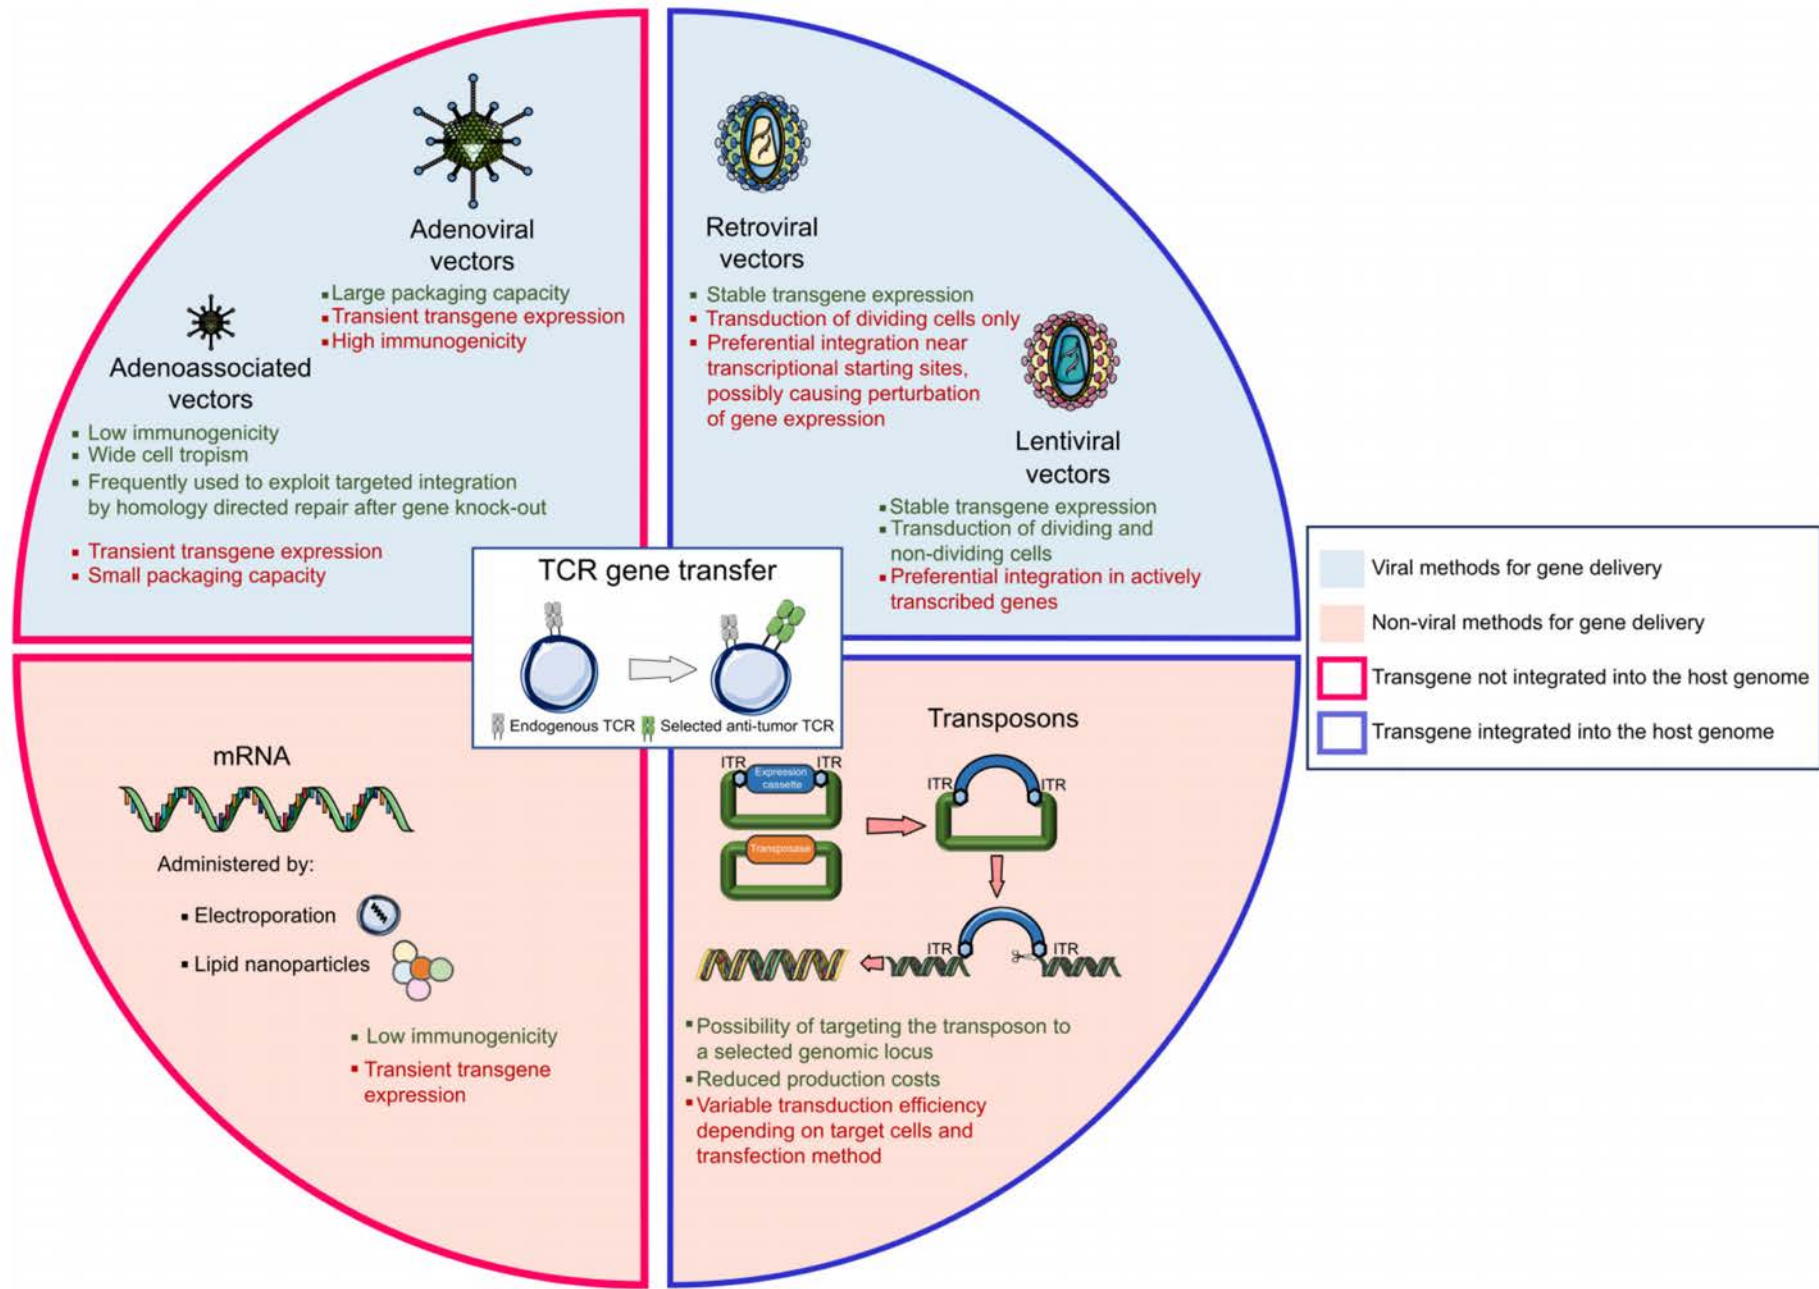 Adenoviral
vectors
▪ Large packaging capacity
▪ Transient transgene expression
▪ High immunogenicity
Adenoassociated
vectors
▪ Low immunogenicity
▪ Wide cell tropism
▪ Frequently used to exploit targeted integration
by homology directed repair after gene knock-out
▪ Transient transgene expression
▪ Small packaging capacity
Retroviral
vectors
▪ Stable transgene expression
▪ Transduction of dividing cells only
▪ Preferential integration near
transcriptional starting sites,
possibly causing perturbation
of gene expression
Lentiviral
vectors
▪ Stable transgene expression
▪ Transduction of dividing and
non-dividing cells
▪ Preferential integration in actively
transcribed genes
TCR gene transfer
Endogenous TCR
Selected anti-tumor TCR
mRNA
Administered by:
▪ Electroporation
▪ Lipid nanoparticles
▪ Low immunogenicity
▪ Transient transgene
expression
Transposons
ITR
Expression
cassette
ITR
Transposase
ITR
ITR
ITR
ITR
▪ Possibility of targeting the transposon to
a selected genomic locus
▪ Reduced production costs
▪ Variable transduction efficiency
depending on target cells and
transfection method
Viral methods for gene delivery
Non-viral methods for gene delivery
Transgene not integrated into the host genome
Transgene integrated into the host genome